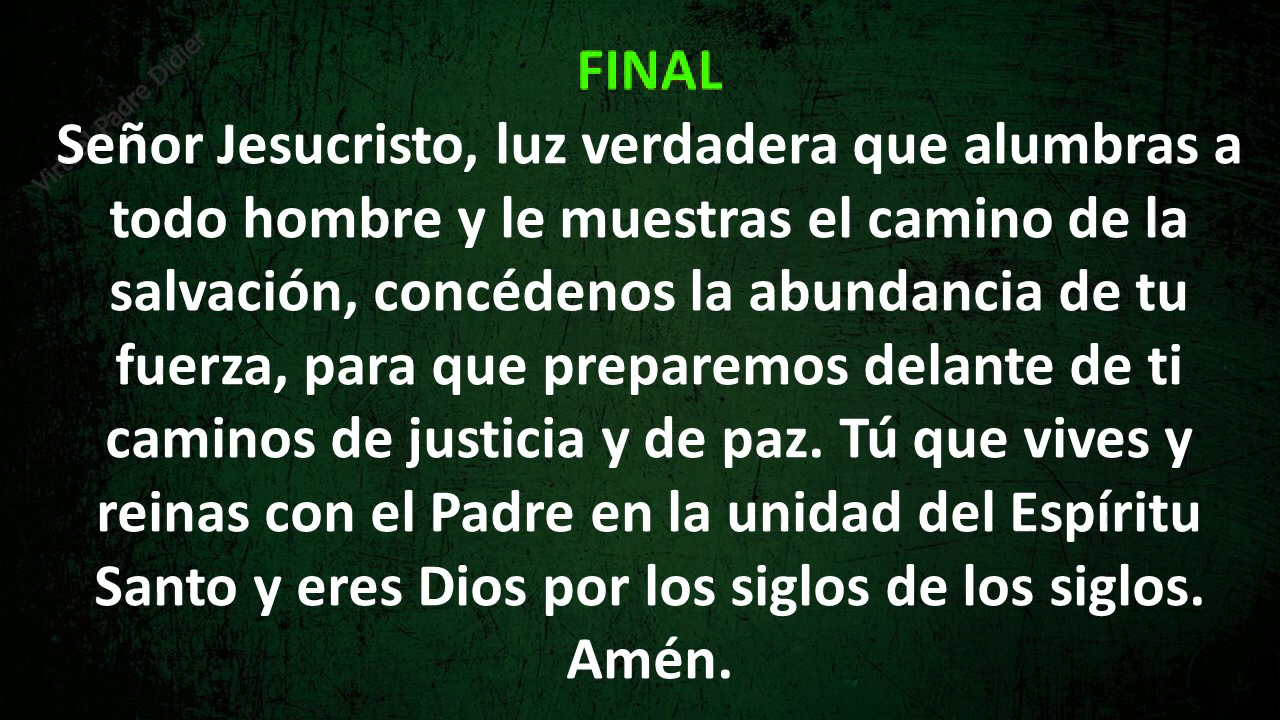 FINAL
Señor Jesucristo, luz verdadera que alumbras a
todo hombre y le muestras el camino de la
salvación, concédenos la abundancia de tu
fuerza, para que preparemos delante de ti
caminos de justicia y de paz. Tú que vives y
reinas con el Padre en la unidad del Espíritu
Santo y eres Dios por los siglos de los siglos.
Amén.
Padre Didier